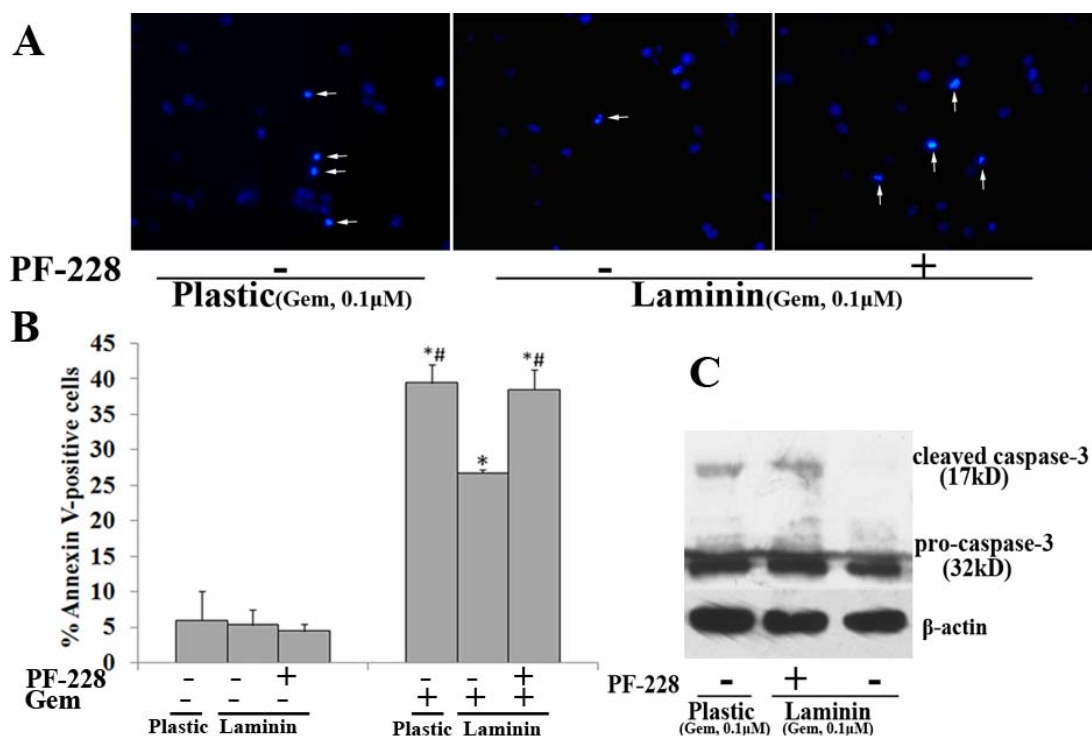 A
PF-228 - - +
Plastic(Gem, 0.1μM) Laminin(Gem, 0.1μM)
B
% Annexin V-positive cells
45
40
35
30
25
20
15
10
5
0
*# * *#
PF-228 - - + - - +
Gem - - - + + +
Plastic Laminin Plastic Laminin
C
cleaved caspase-3
(17kD)
pro-caspase-3
(32kD)
β-actin
PF-228 - + -
Plastic Laminin
(Gem, 0.1μM) (Gem, 0.1μM)